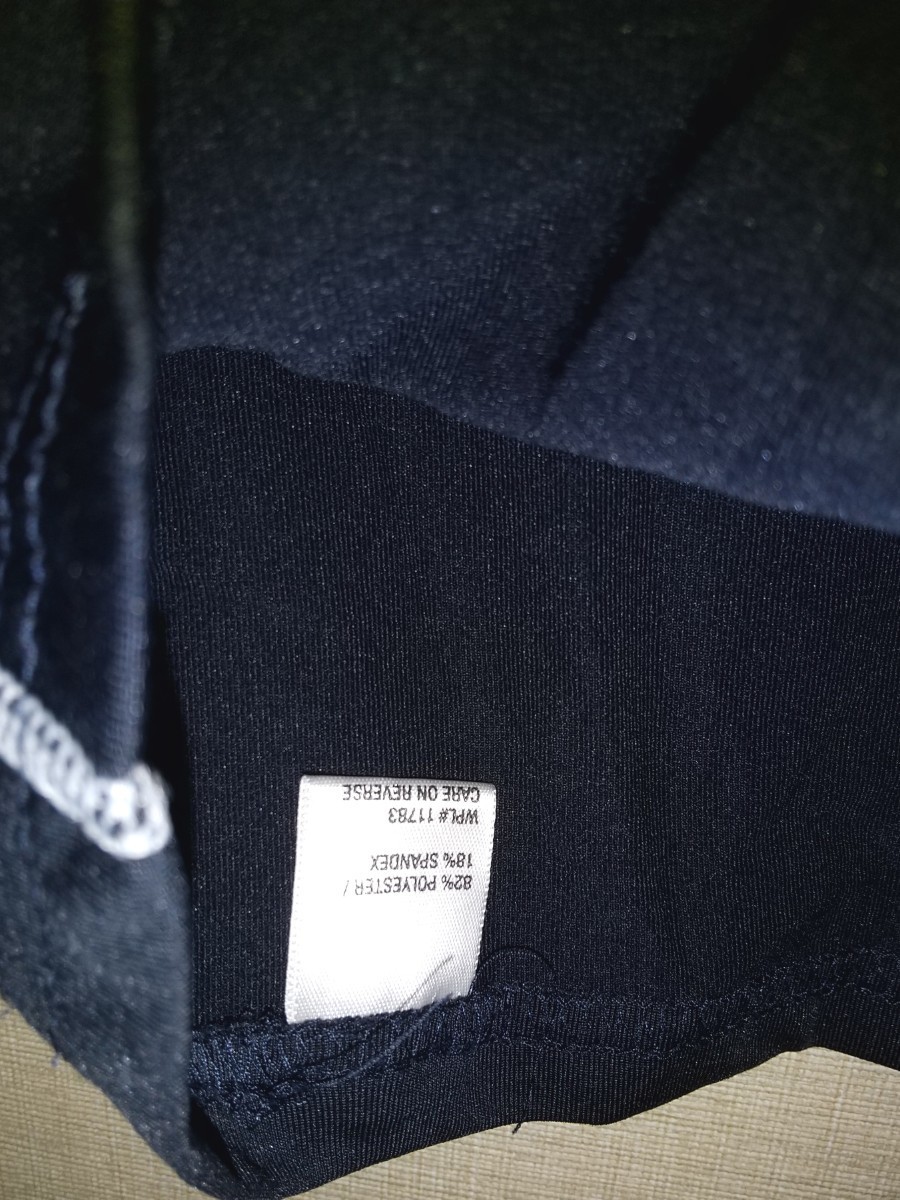 82% POLYESTER /
18% SPANDEX
WPL# 11783
CARE ON REVERSE